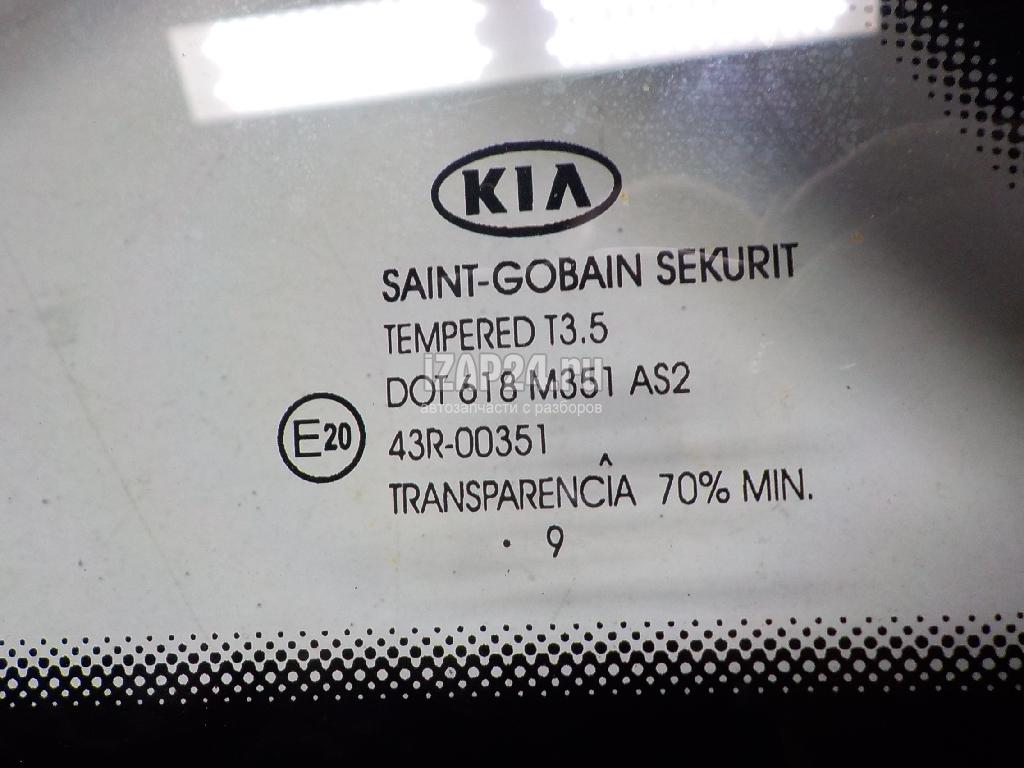 KIA
SAINT-GOBAIN SEKURIT
TEMPERED T3.5
iZAP24.ru
DOT 618 M351 AS2
автозапчасти с разборов
E20
43R-00351
TRANSPARENCÎA 70% MIN.
· 9